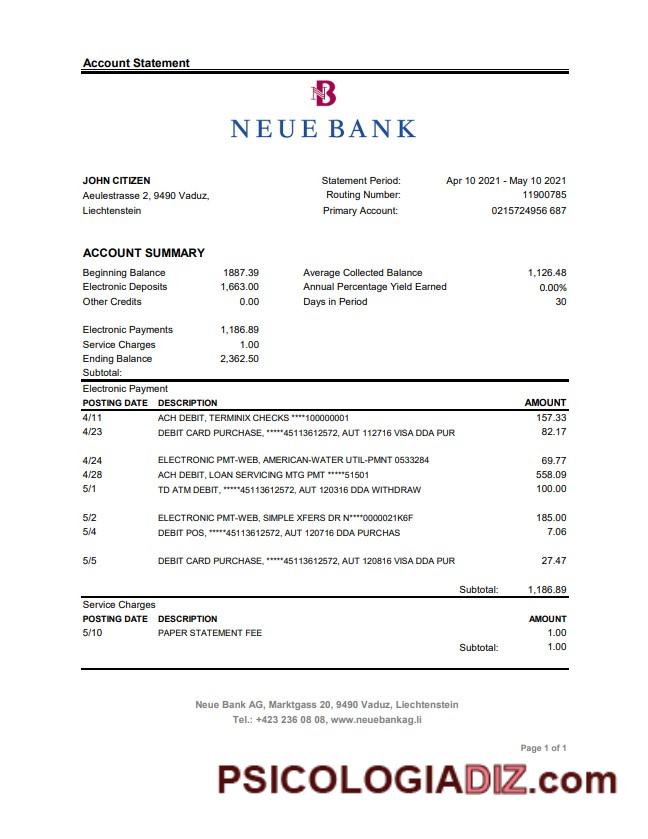 Account Statement
NB
NEUE BANK
JOHN CITIZEN Statement Period: Apr 10 2021 - May 10 2021
Aeulestrasse 2, 9490 Vaduz, Routing Number: 11900785
Liechtenstein Primary Account: 0215724956 687
ACCOUNT SUMMARY
Beginning Balance 1887.39 Average Collected Balance 1,126.48
Electronic Deposits 1,663.00 Annual Percentage Yield Earned 0.00%
Other Credits 0.00 Days in Period 30
Electronic Payments 1,186.89
Service Charges 1.00
Ending Balance 2,362.50
Subtotal:
Electronic Payment
POSTING DATE DESCRIPTION AMOUNT
4/11 ACH DEBIT, TERMINIX CHECKS ****100000001 157.33
4/23 DEBIT CARD PURCHASE, *****45113612572, AUT 112716 VISA DDA PUR 82.17
4/24 ELECTRONIC PMT-WEB, AMERICAN-WATER UTIL-PMNT 0533284 69.77
4/28 ACH DEBIT, LOAN SERVICING MTG PMT *****51501 558.09
5/1 TD ATM DEBIT, *****45113612572, AUT 120316 DDA WITHDRAW 100.00
5/2 ELECTRONIC PMT-WEB, SIMPLE XFERS DR N****0000021K6F 185.00
5/4 DEBIT POS, *****45113612572, AUT 120716 DDA PURCHAS 7.06
5/5 DEBIT CARD PURCHASE, *****45113612572, AUT 120816 VISA DDA PUR 27.47
Subtotal: 1,186.89
Service Charges
POSTING DATE DESCRIPTION AMOUNT
5/10 PAPER STATEMENT FEE 1.00
Subtotal: 1.00
Neue Bank AG, Marktgass 20, 9490 Vaduz, Liechtenstein
Tel.: +423 236 08 08, www.neuebankag.li
Page 1 of 1
PSICOLOGIADIZ.com